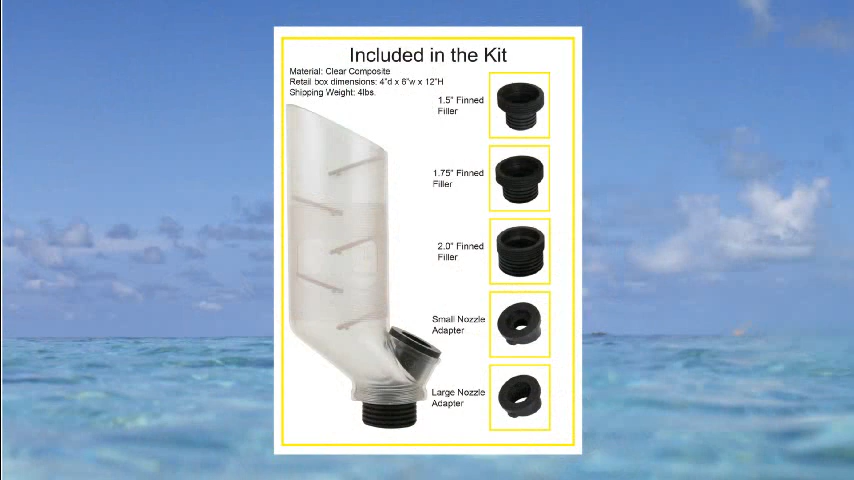 Included in the Kit
Material: Clear Composite
Retail box dimensions: 4"d x 6"w x 12"H
Shipping Weight: 4lbs.
1.5" Finned
Filler
1.75" Finned
Filler
2.0" Finned
Filler
Small Nozzle
Adapter
Large Nozzle
Adapter